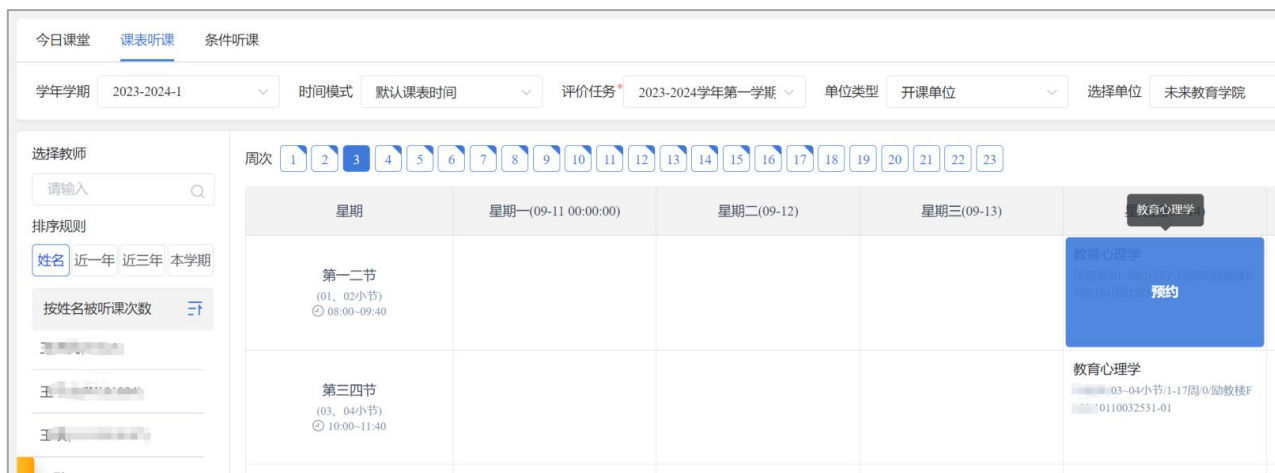 今日课堂 课表听课 条件听课
学年学期 2023-2024-1 时间模式 默认课表时间 评价任务* 2023-2024学年第一学期 单位类型 开课单位 选择单位 未来教育学院
选择教师
周次 1 2 3 4 5 6 7 8 9 10 11 12 13 14 15 16 17 18 19 20 21 22 23
请输入
排序规则
星期 星期一(09-11 00:00:00) 星期二(09-12) 星期三(09-13)
教育心理学
姓名 近一年 近三年 本学期
按姓名被听课次数
第一二节
(01、02小节)
08:00~09:40
教育心理学
预约
第三四节
(03、04小节)
10:00~11:40
教育心理学
03~04小节/1-17周/0/励教楼F
0110032531-01
王